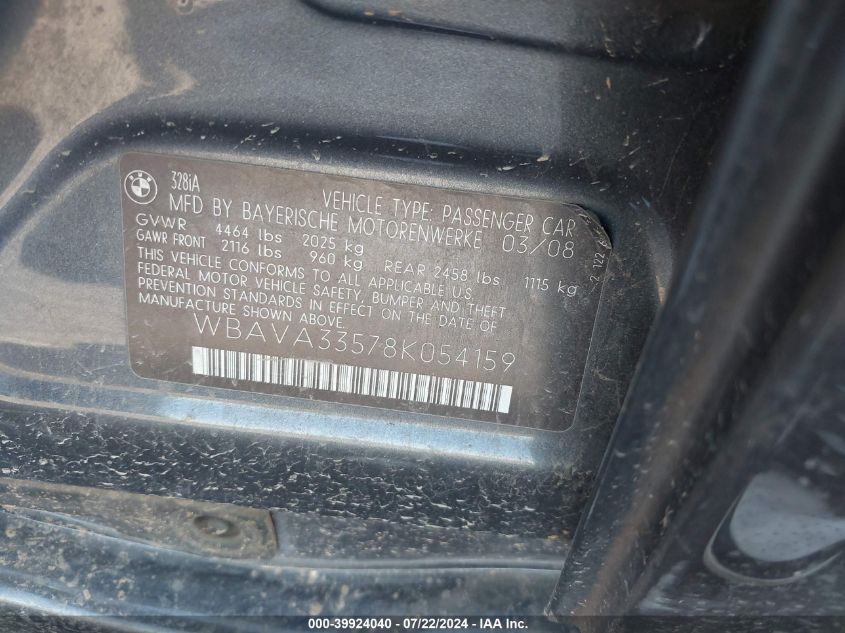 BMW
328iA
VEHICLE TYPE: PASSENGER CAR
MFD BY BAYERISCHE MOTORENWERKE 03/08
GVWR 4464 lbs 2025 kg
GAWR FRONT 2116 lbs 960 kg REAR 2458 lbs 1115 kg
THIS VEHICLE CONFORMS TO ALL APPLICABLE U.S.
FEDERAL MOTOR VEHICLE SAFETY, BUMPER AND THEFT
PREVENTION STANDARDS IN EFFECT ON THE DATE OF
MANUFACTURE SHOWN ABOVE.
WBAVA33578K054159
000-39924040 - 07/22/2024 - IAA Inc.